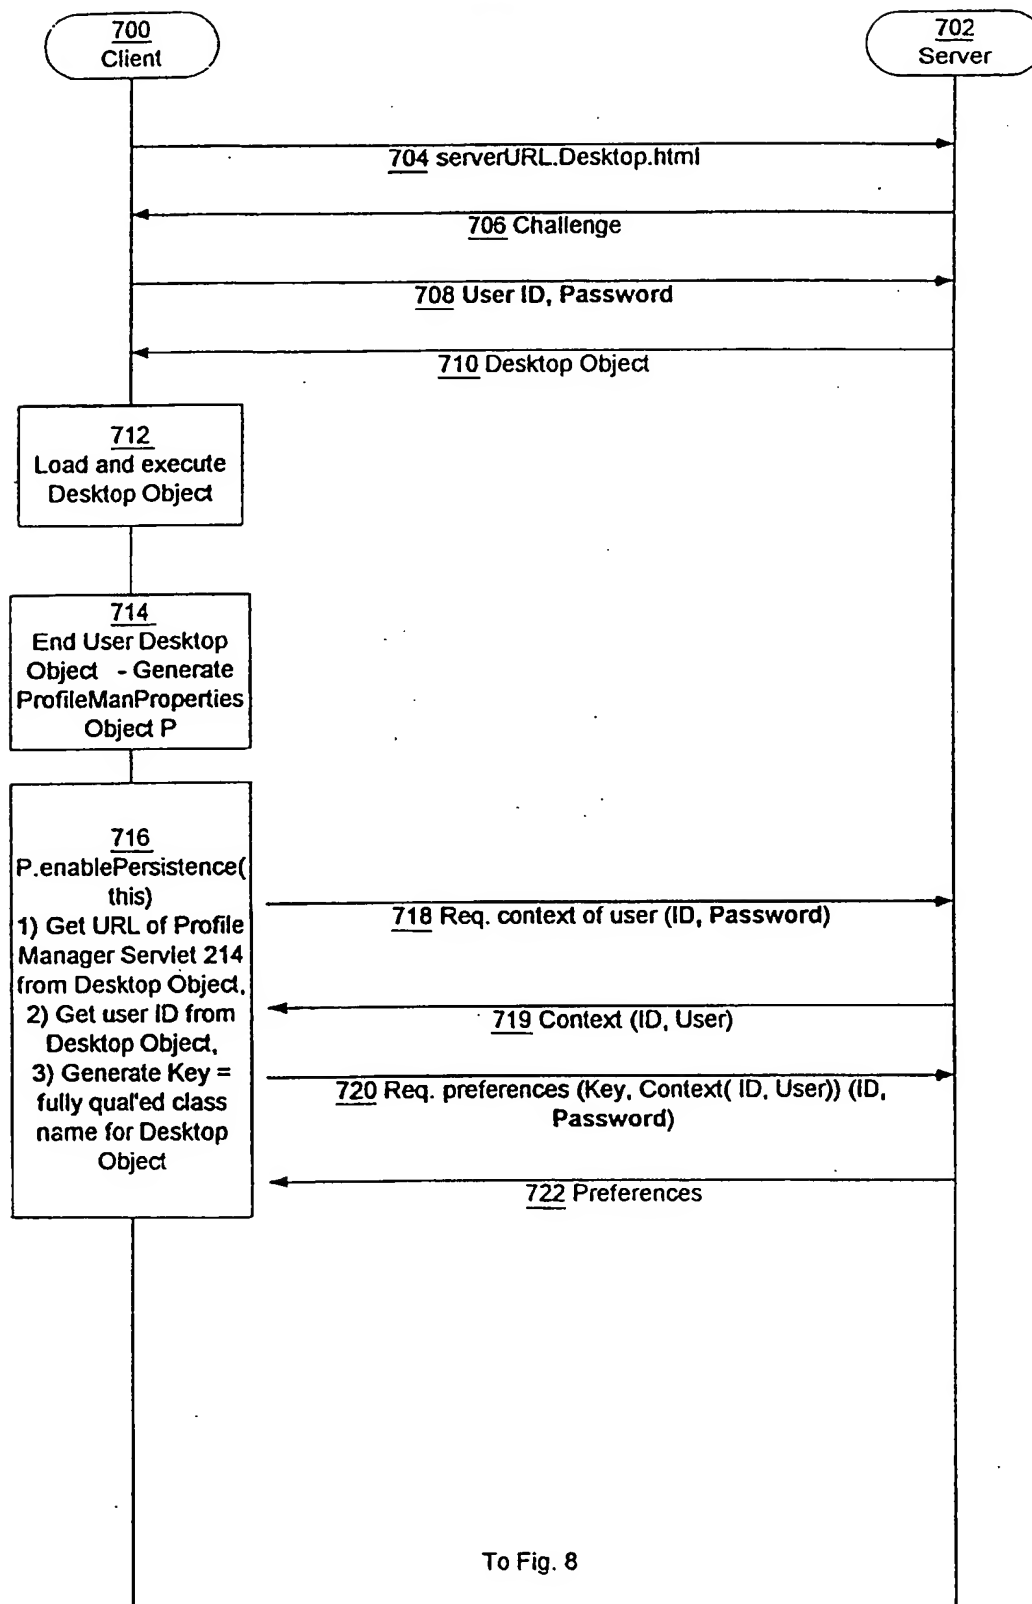 700
Client
702
Server
704 serverURL.Desktop.html
706 Challenge
708 User ID, Password
710 Desktop Object
712
Load and execute
Desktop Object
714
End User Desktop
Object - Generate
ProfileManProperties
Object P
716
P.enablePersistence(
this)
1) Get URL of Profile
Manager Servlet 214
from Desktop Object,
2) Get user ID from
Desktop Object,
3) Generate Key =
fully qual'ed class
name for Desktop
Object
718 Req. context of user (ID, Password)
719 Context (ID, User)
720 Req. preferences (Key, Context( ID, User)) (ID,
Password)
722 Preferences
To Fig. 8